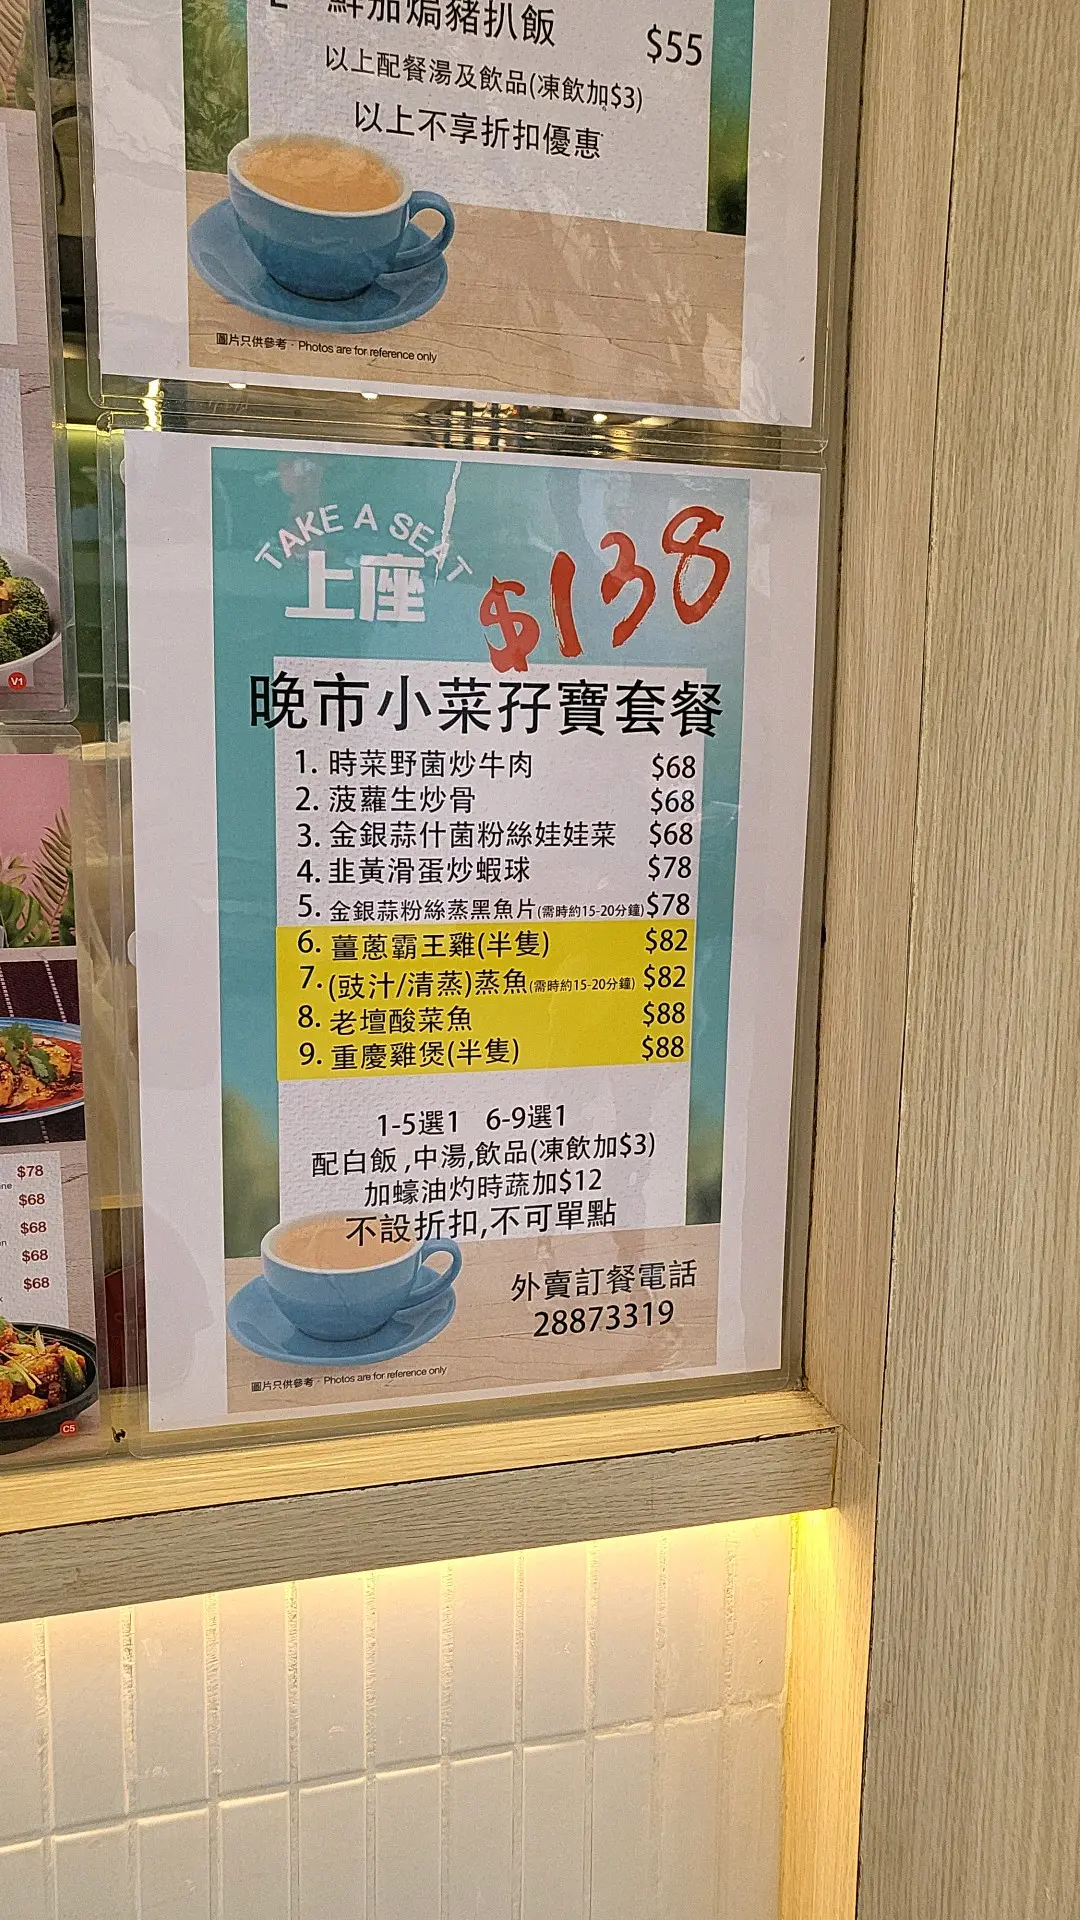 鮮茄焗豬扒飯 $55
以上配餐湯及飲品(凍飲加$3)
以上不享折扣優惠
圖片只供參考‧Photos are for reference only
V1
TAKE A SEAT
上座
$138
晚市小菜孖寶套餐
1. 時菜野菌炒牛肉 $68
2. 菠蘿生炒骨 $68
3. 金銀蒜什菌粉絲娃娃菜 $68
4. 韭黃滑蛋炒蝦球 $78
5. 金銀蒜粉絲蒸黑魚片(需時約15-20分鐘) $78
6. 薑蔥霸王雞(半隻) $82
7. (豉汁/清蒸)蒸魚(需時約15-20分鐘) $82
8. 老壇酸菜魚 $88
9. 重慶雞煲(半隻) $88
1-5選1 6-9選1
配白飯,中湯,飲品(凍飲加$3)
加蠔油灼時蔬加$12
不設折扣,不可單點
外賣訂餐電話
28873319
圖片只供參考‧Photos are for reference only
$78
$68
$68
$68
$68
C5